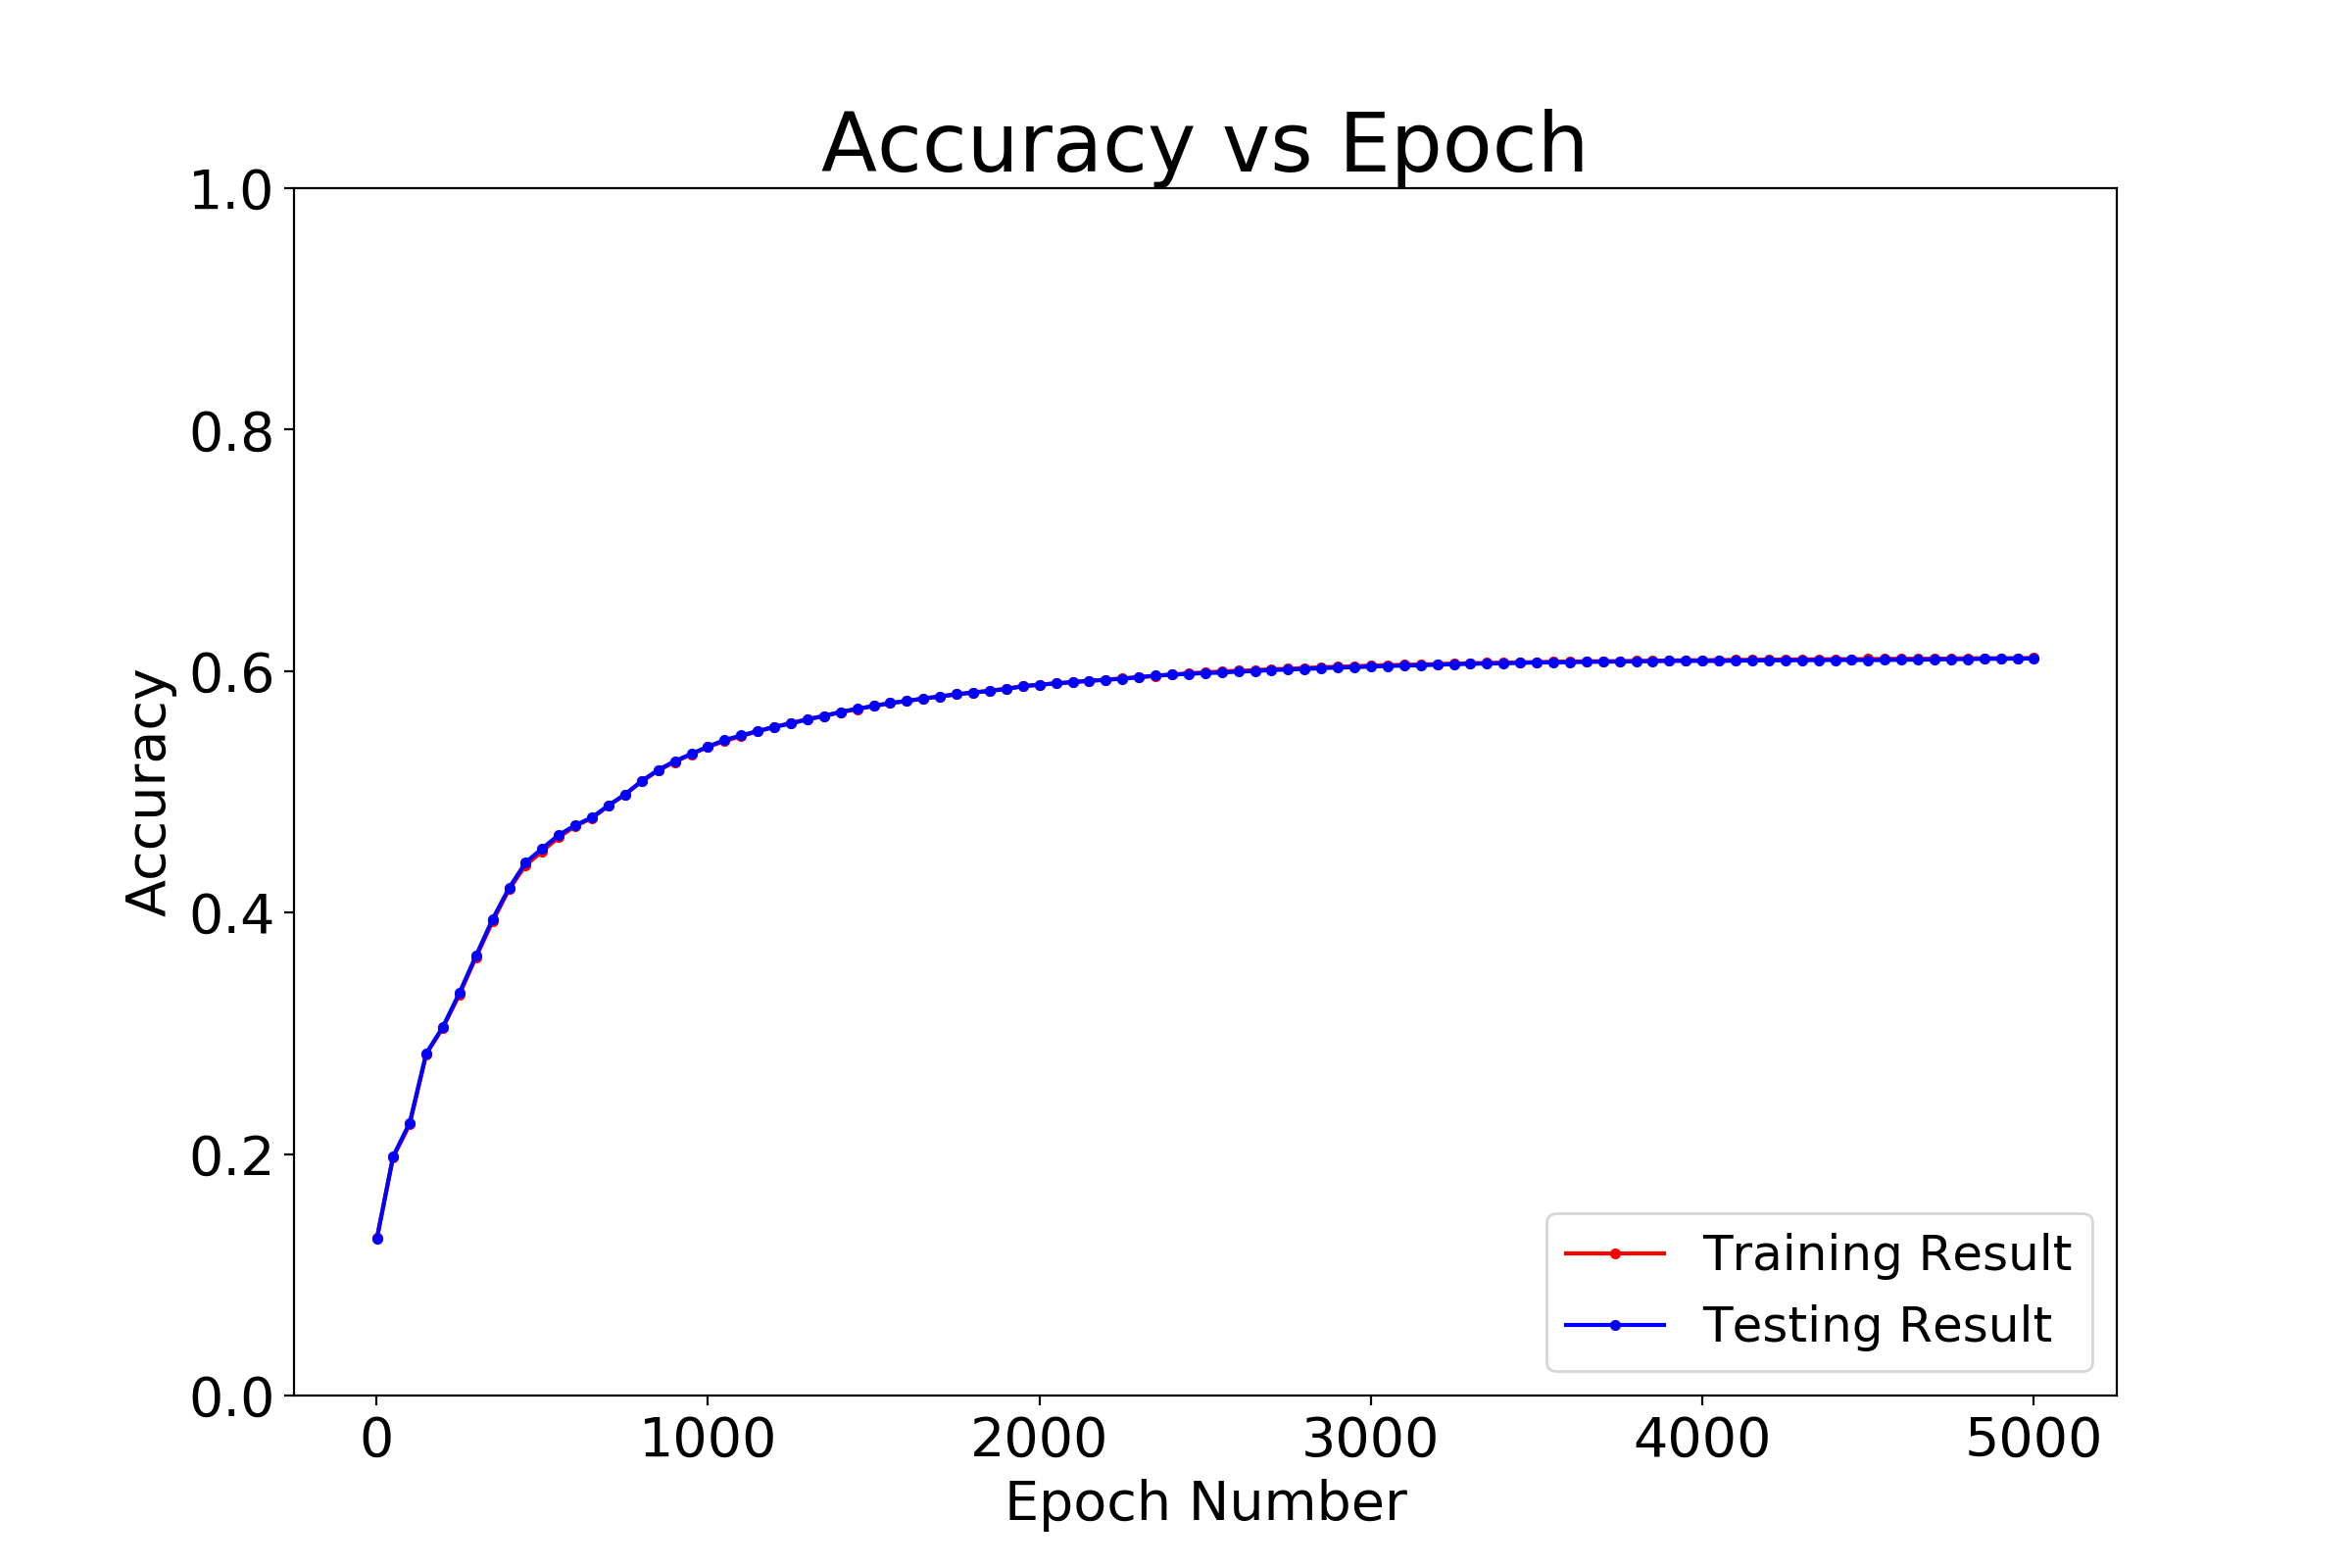 Accuracy vs Epoch
1.0
0.8
0.6
0.4
0.2
0.0
Accuracy
0 1000 2000 3000 4000 5000
Epoch Number
Training Result
Testing Result